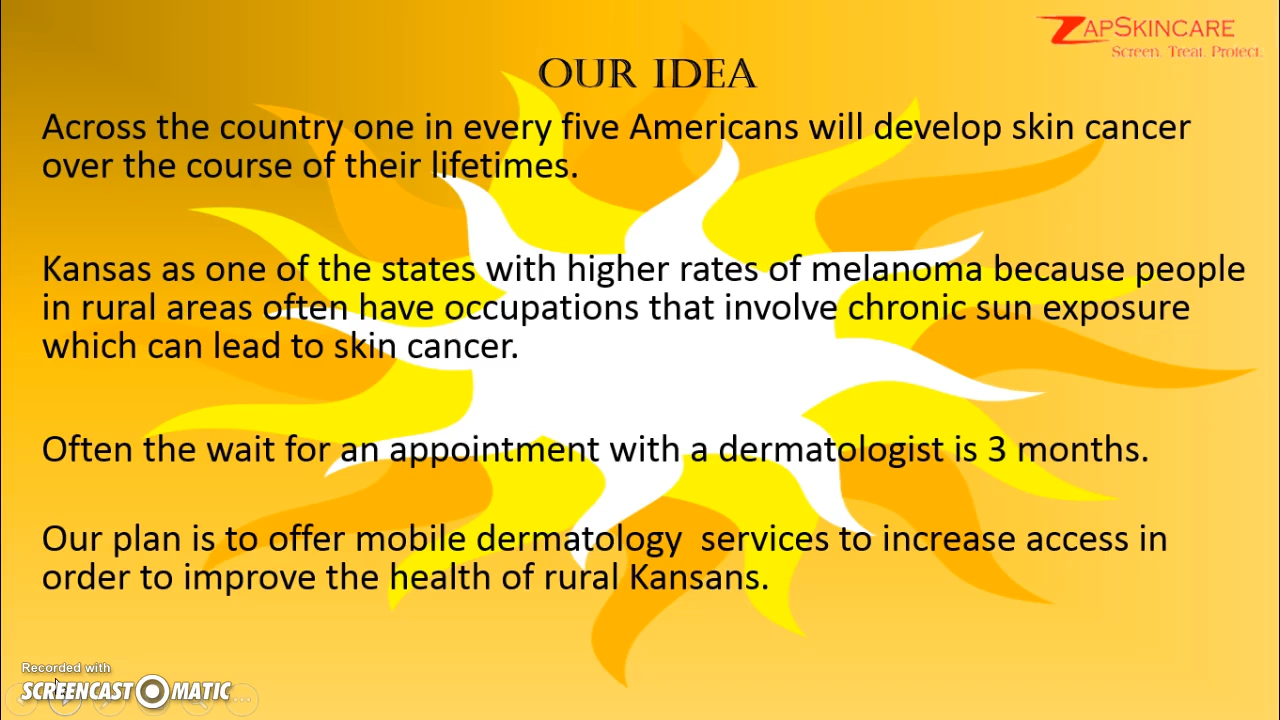 ZAPSKINCARE
Screen. Treat. Protect.
OUR IDEA
Across the country one in every five Americans will develop skin cancer
over the course of their lifetimes.
Kansas as one of the states with higher rates of melanoma because people
in rural areas often have occupations that involve chronic sun exposure
which can lead to skin cancer.
Often the wait for an appointment with a dermatologist is 3 months.
Our plan is to offer mobile dermatology  services to increase access in
order to improve the health of rural Kansans.
Recorded with
SCREENCAST MATIC